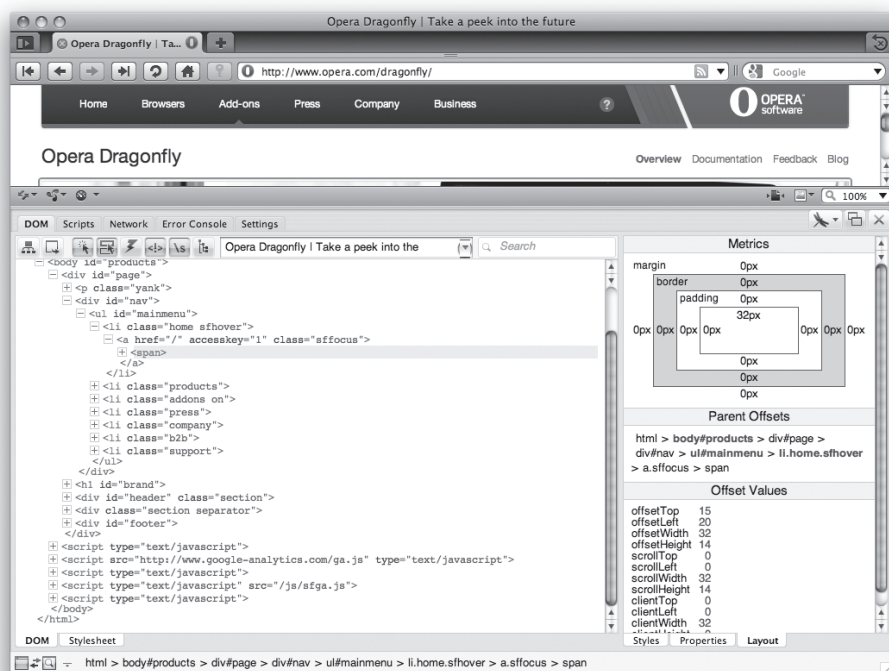 Opera Dragonfly | Take a peek into the future
Opera Dragonfly | Ta...
http://www.opera.com/dragonfly/
Google
Home Browsers Add-ons Press Company Business ?
OPERA software
Opera Dragonfly
Overview Documentation Feedback Blog
100%
DOM Scripts Network Error Console Settings
Opera Dragonfly | Take a peek into the
Search
<body id="products">
<div id="page">
<p class="yank">
<div id="nav">
<ul id="mainmenu">
<li class="home sfhover">
<a href="/" accesskey="1" class="sffocus">
<span>
</a>
</li>
<li class="products">
<li class="addons on">
<li class="press">
<li class="company">
<li class="b2b">
<li class="support">
</ul>
</div>
<h1 id="brand">
<div id="header" class="section">
<div class="section separator">
<div id="footer">
</div>
<script type="text/javascript">
<script src="http://www.google-analytics.com/ga.js" type="text/javascript">
<script type="text/javascript">
<script type="text/javascript" src="/js/sfga.js">
<script type="text/javascript">
</body>
</html>
DOM Stylesheet
html > body#products > div#page > div#nav > ul#mainmenu > li.home.sfhover > a.sffocus > span
Metrics
margin 0px
border 0px
padding 0px
32px
0px 0px 0px 0px 0px 0px 0px
0px
0px
0px
Parent Offsets
html > body#products > div#page >
div#nav > ul#mainmenu > li.home.sfhover
> a.sffocus > span
Offset Values
offsetTop 15
offsetLeft 20
offsetWidth 32
offsetHeight 14
scrollTop 0
scrollLeft 0
scrollWidth 32
scrollHeight 14
clientTop 0
clientLeft 0
clientWidth 32
Styles Properties Layout